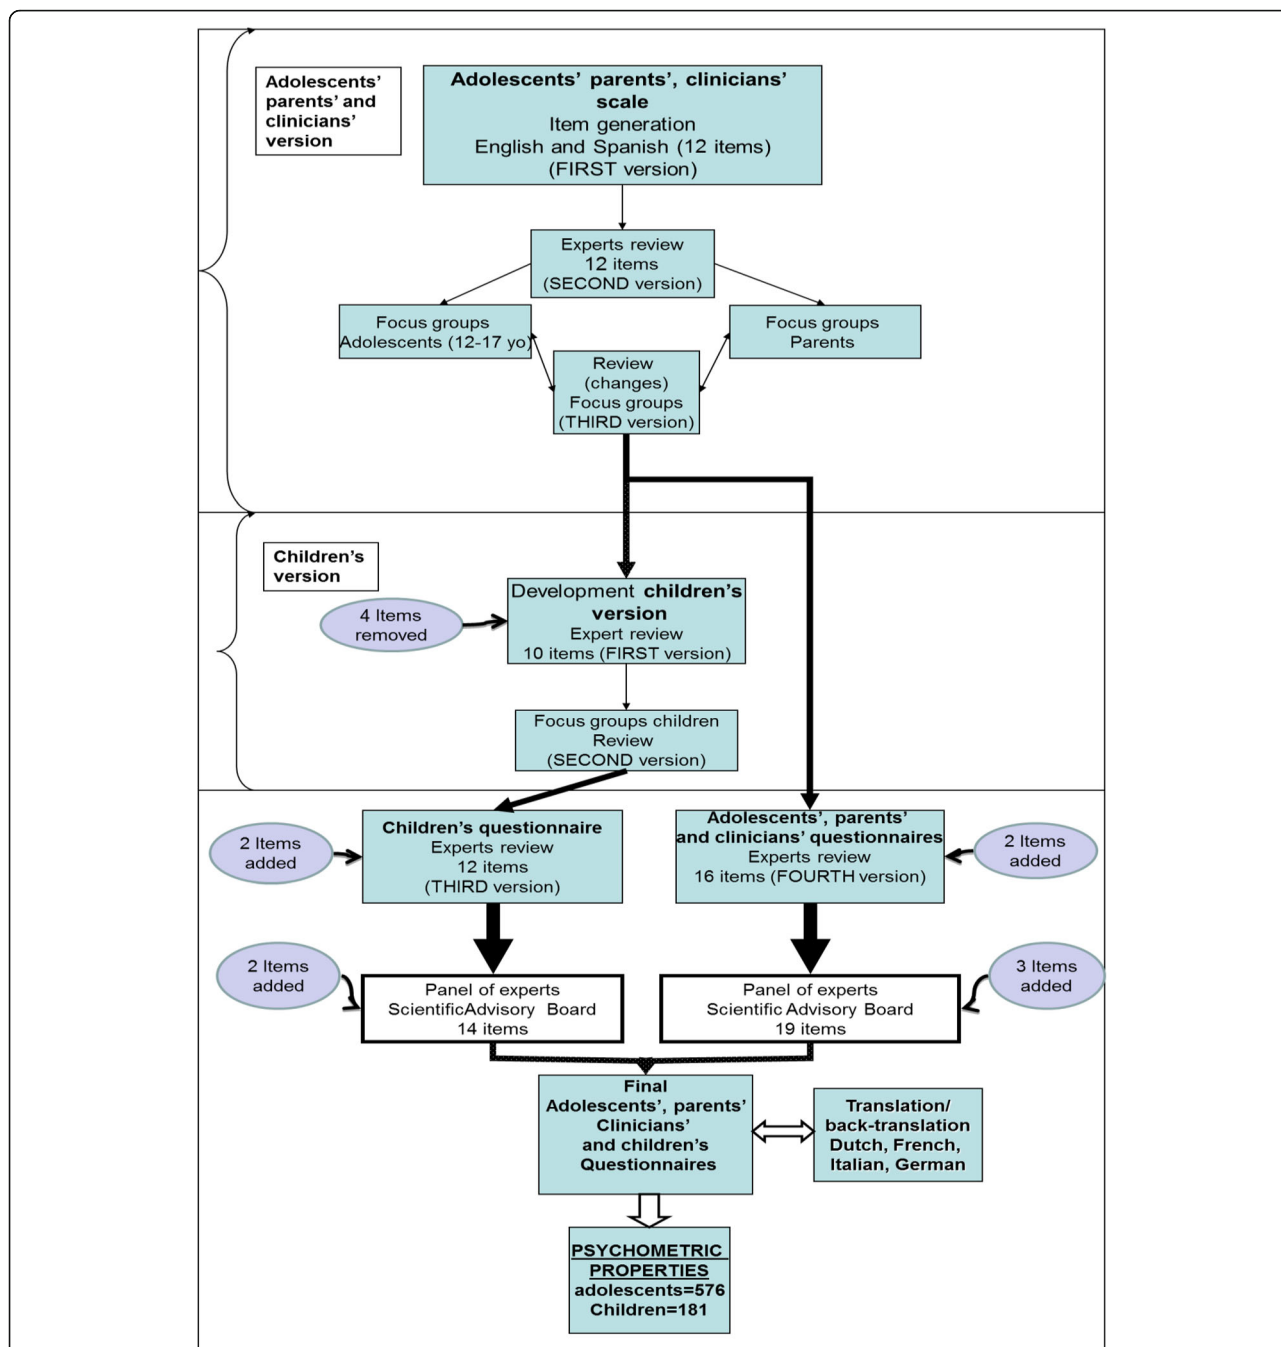 Adolescents'
parents' and
clinicians'
version
Adolescents' parents', clinicians'
scale
Item generation
English and Spanish (12 items)
(FIRST version)
Experts review
12 items
(SECOND version)
Focus groups
Adolescents (12-17 yo)
Focus groups
Parents
Review
(changes)
Focus groups
(THIRD version)
Children's
version
4 Items
removed
Development children's
version
Expert review
10 items (FIRST version)
Focus groups children
Review
(SECOND version)
2 Items
added
Children's questionnaire
Experts review
12 items
(THIRD version)
Adolescents', parents'
and clinicians' questionnaires
Experts review
16 items (FOURTH version)
2 Items
added
2 Items
added
Panel of experts
ScientificAdvisory Board
14 items
Panel of experts
Scientific Advisory Board
19 items
3 Items
added
Final
Adolescents', parents'
Clinicians'
and children's
Questionnaires
Translation/
back-translation
Dutch, French,
Italian, German
PSYCHOMETRIC
PROPERTIES
adolescents=576
Children=181